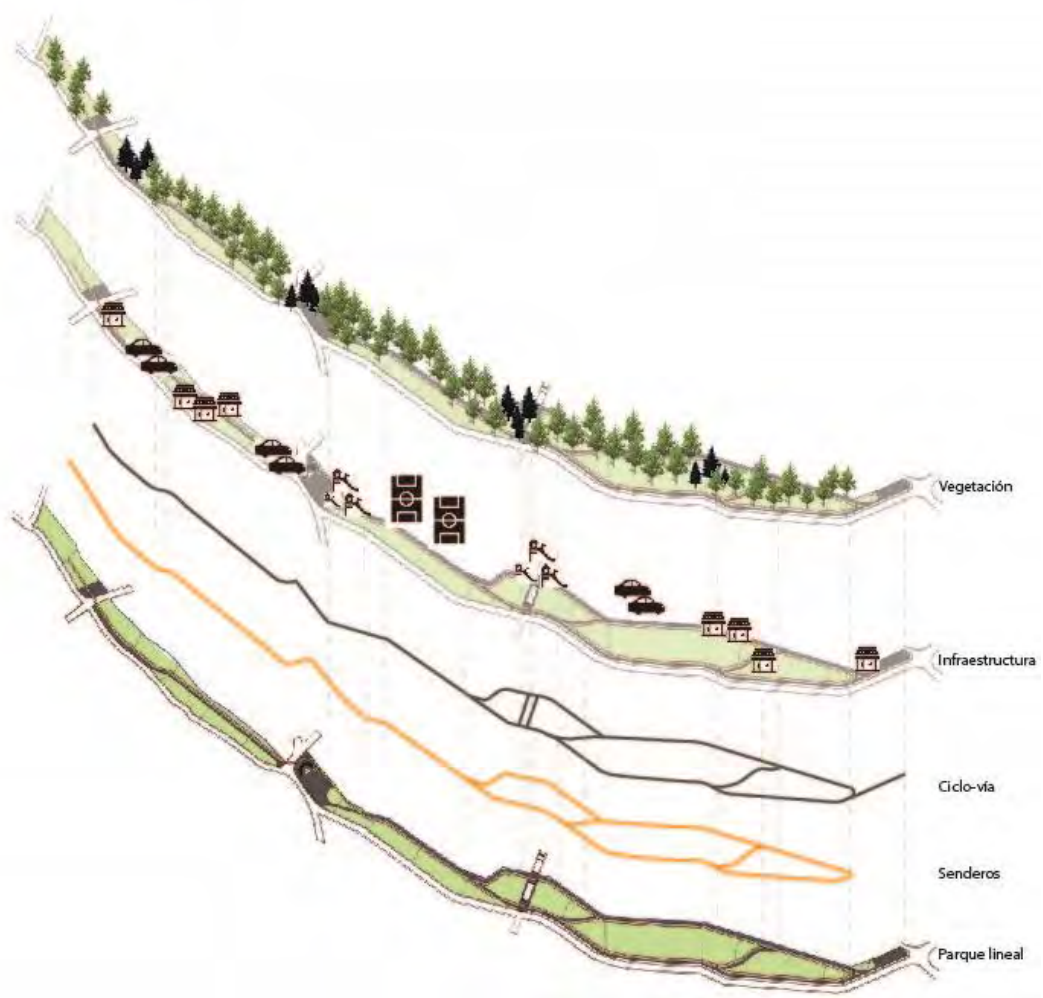 Vegetación
Infraestructura
Ciclo-vía
Senderos
Parque lineal